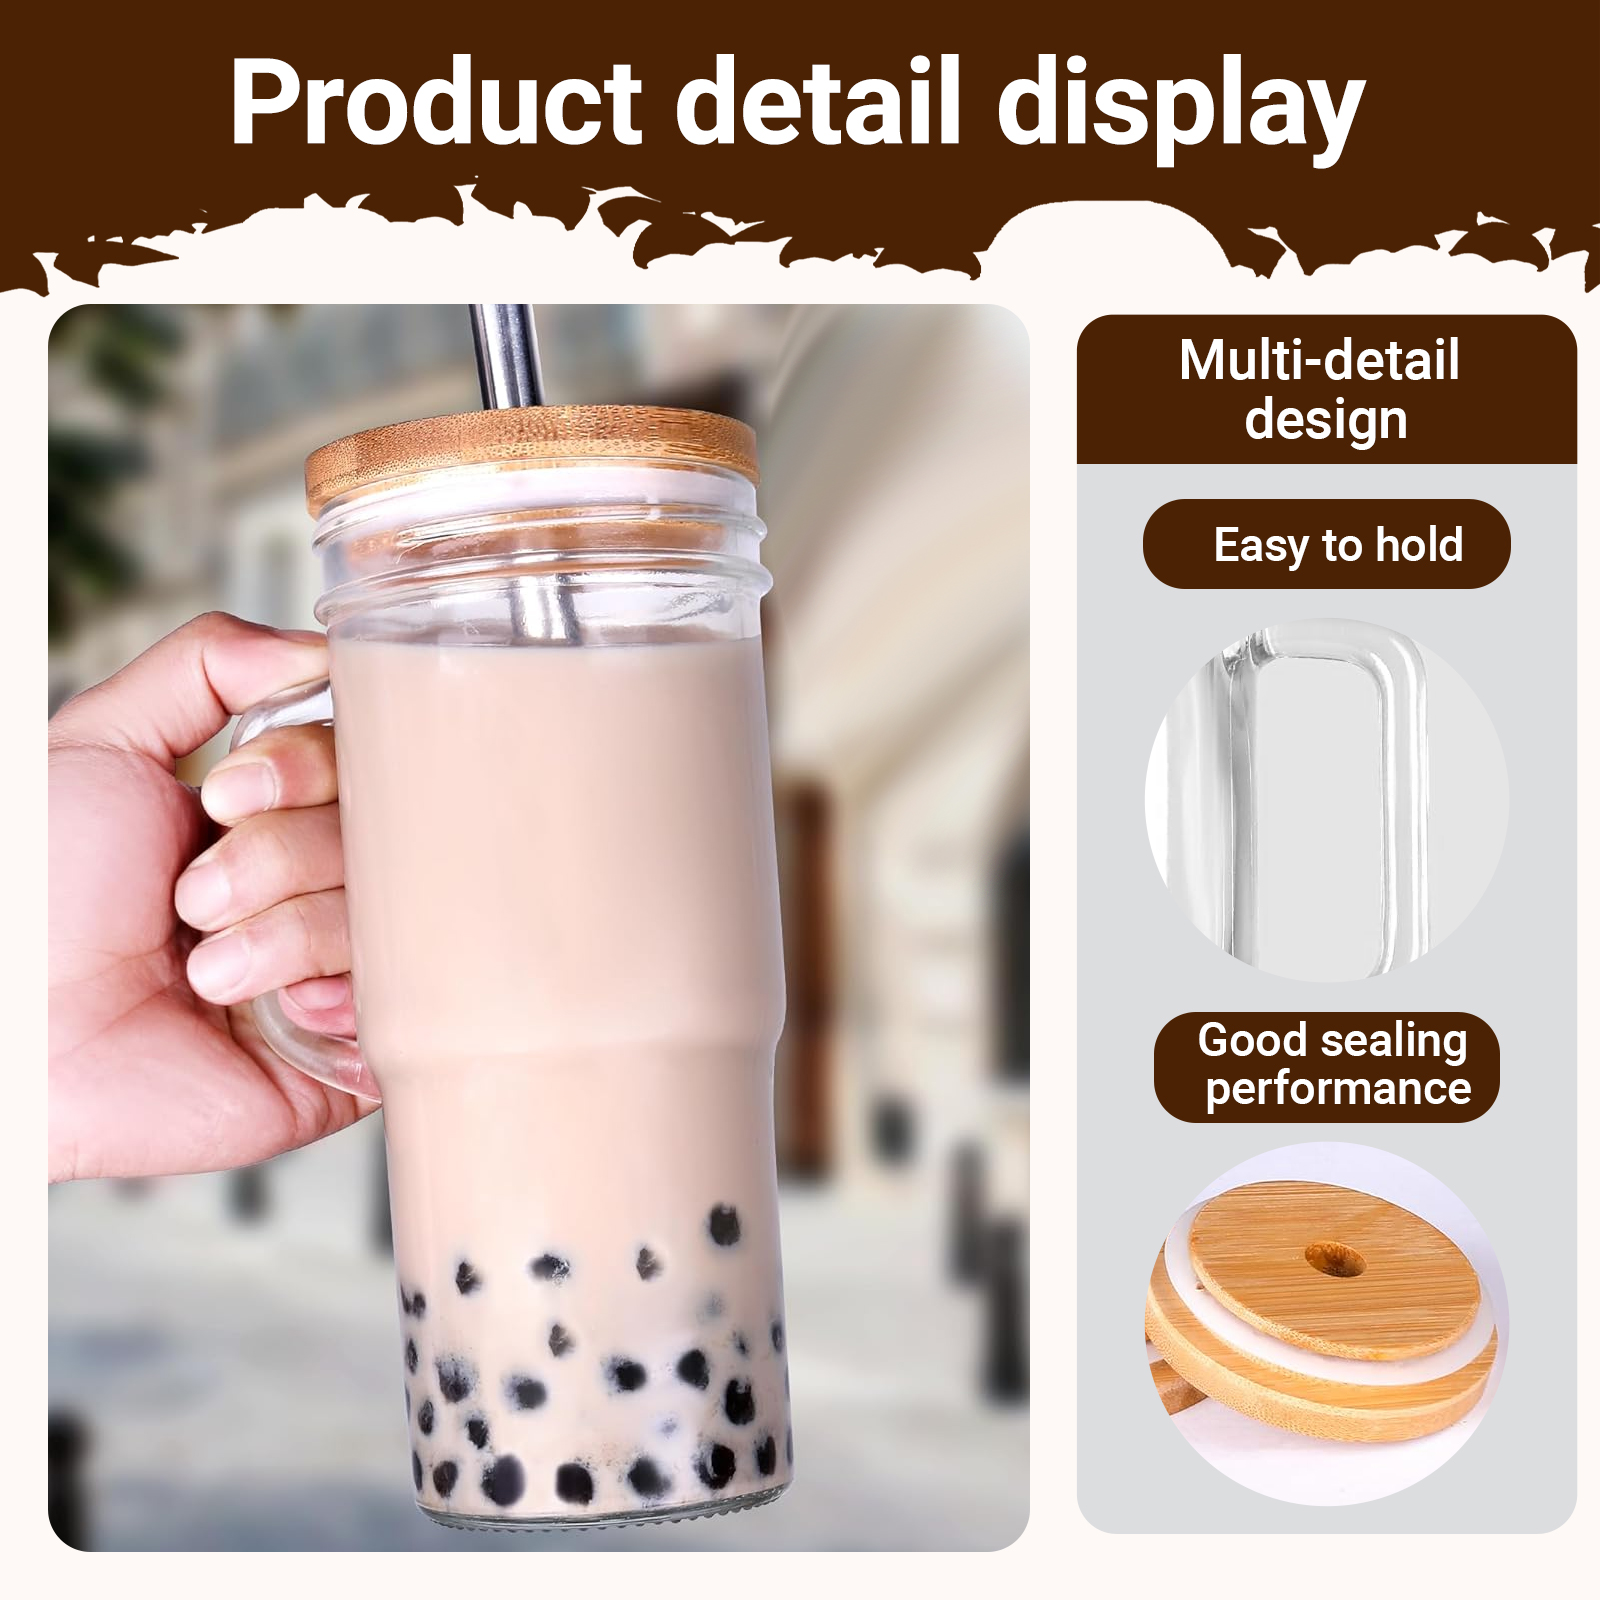 Product detail display
Multi-detail
design
Easy to hold
Good sealing
performance